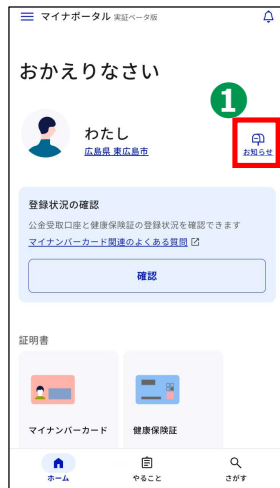 マイナポータル 実証ベータ版
おかえりなさい
1
わたし
広島県 東広島市
お知らせ
登録状況の確認
公金受取口座と健康保険証の登録状況を確認できます
マイナンバーカード関連のよくある質問
確認
証明書
マイナンバーカード
健康保険証
ホーム
やること
さがす